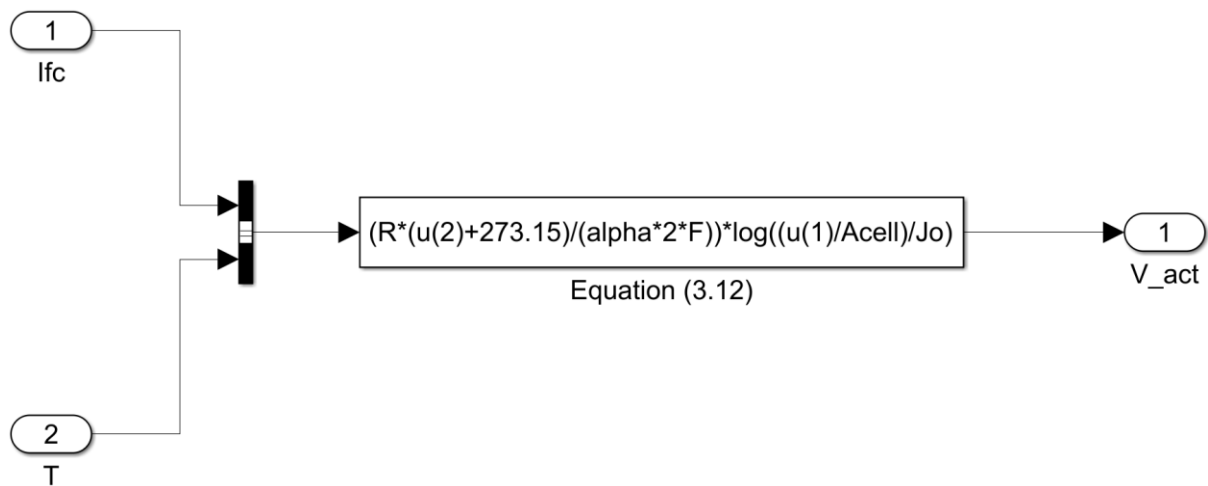 1
Ifc
(R*(u(2)+273.15)/(alpha*2*F))*log((u(1)/Acell)/Jo)
Equation (3.12)
1
V_act
2
T